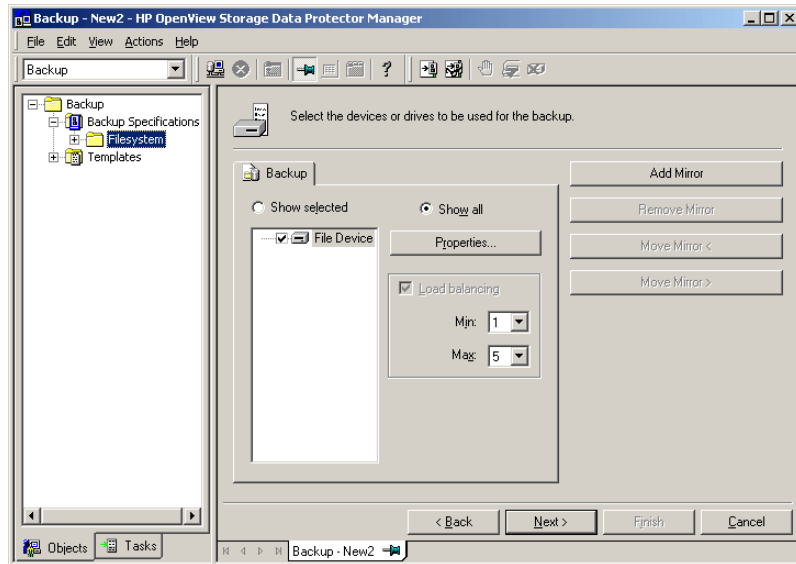 Backup - New2 - HP OpenView Storage Data Protector Manager
File Edit View Actions Help
Backup
Backup
Backup Specifications
Filesystem
Templates
Select the devices or drives to be used for the backup.
Backup
Show selected
Show all
File Device
Properties...
Load balancing
Min: 1
Max: 5
Add Mirror
Remove Mirror
Move Mirror <
Move Mirror >
< Back
Next >
Finish
Cancel
Objects
Tasks
Backup - New2